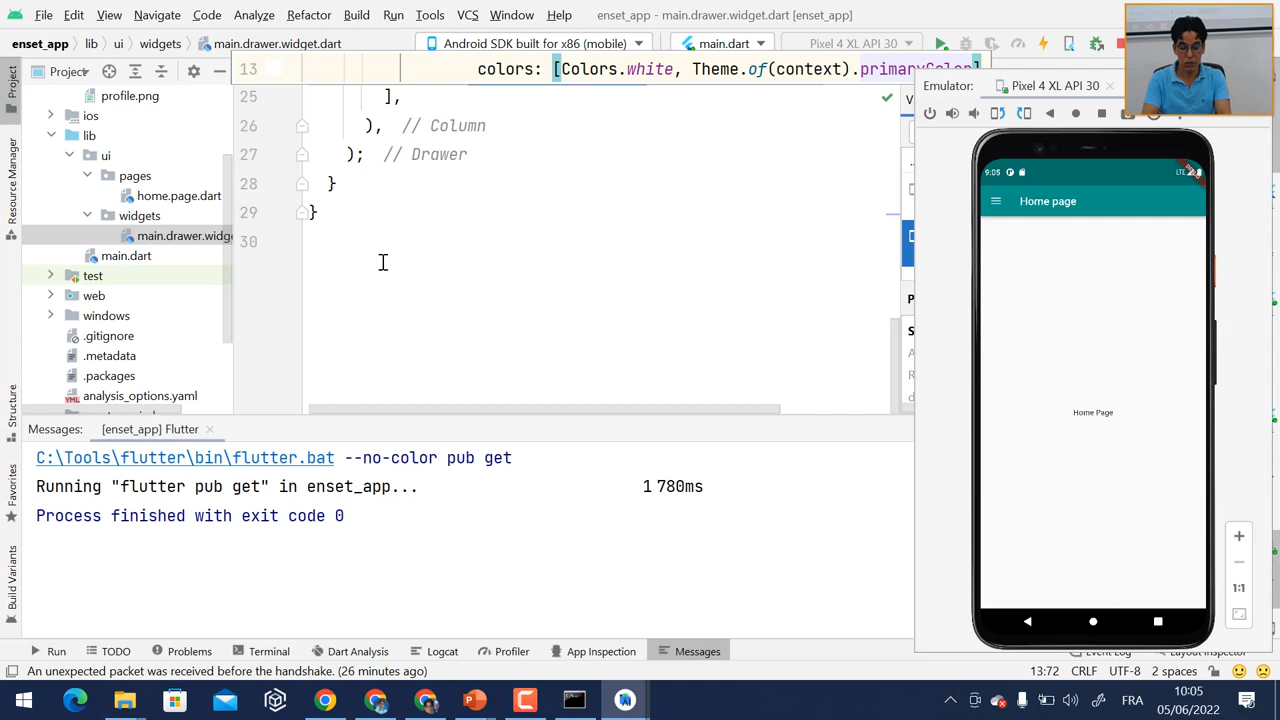 File Edit View Navigate Code Analyze Refactor Build Run Tools VCS Window Help enset_app - main.drawer.widget.dart [enset_app]
enset_app lib ui widgets main.drawer.widget.dart Android SDK built for x86 (mobile) main.dart Pixel 4 XL API 30
Project
13 colors: [Colors.white, Theme.of(context).primaryColor]
25 ],
26 ), // Column
27 ); // Drawer
28 }
29 }
30
profile.png
ios
lib
ui
pages
home.page.dart
widgets
main.drawer.widg
main.dart
test
web
windows
.gitignore
.metadata
.packages
analysis_options.yaml
Project
Resource Manager
Structure
Favorites
Build Variants
Emulator: Pixel 4 XL API 30
9:05 LTE
Home page
Home Page
1:1
Messages: [enset_app] Flutter
C:\Tools\flutter\bin\flutter.bat --no-color pub get
Running "flutter pub get" in enset_app... 1 780ms
Process finished with exit code 0
Run TODO Problems Terminal Dart Analysis Logcat Profiler App Inspection Messages Event Log Layout Inspector
An unexpected packet was received before the handshake. (26 minutes ago) 13:72 CRLF UTF-8 2 spaces
FRA
10:05
05/06/2022